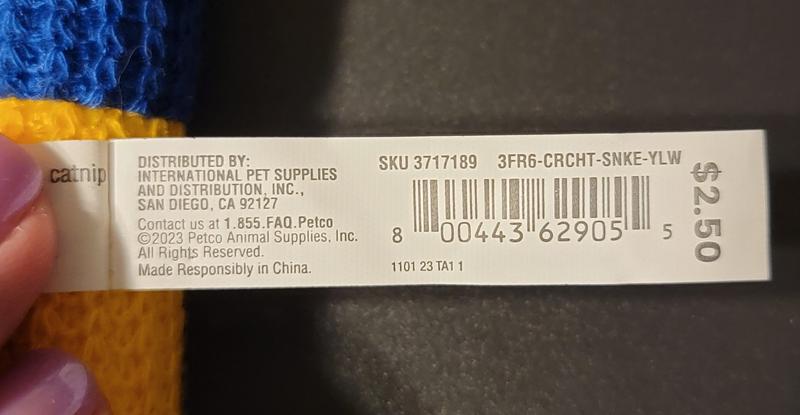 catnip
DISTRIBUTED BY:
INTERNATIONAL PET SUPPLIES
AND DISTRIBUTION, INC.,
SAN DIEGO, CA 92127
Contact us at 1.855.FAQ.Petco
©2023 Petco Animal Supplies, Inc.
All Rights Reserved.
Made Responsibly in China.
SKU 3717189 3FR6-CRCHT-SNKE-YLW
8 00443 62905 5
1101 23 TA1 1
$2.50